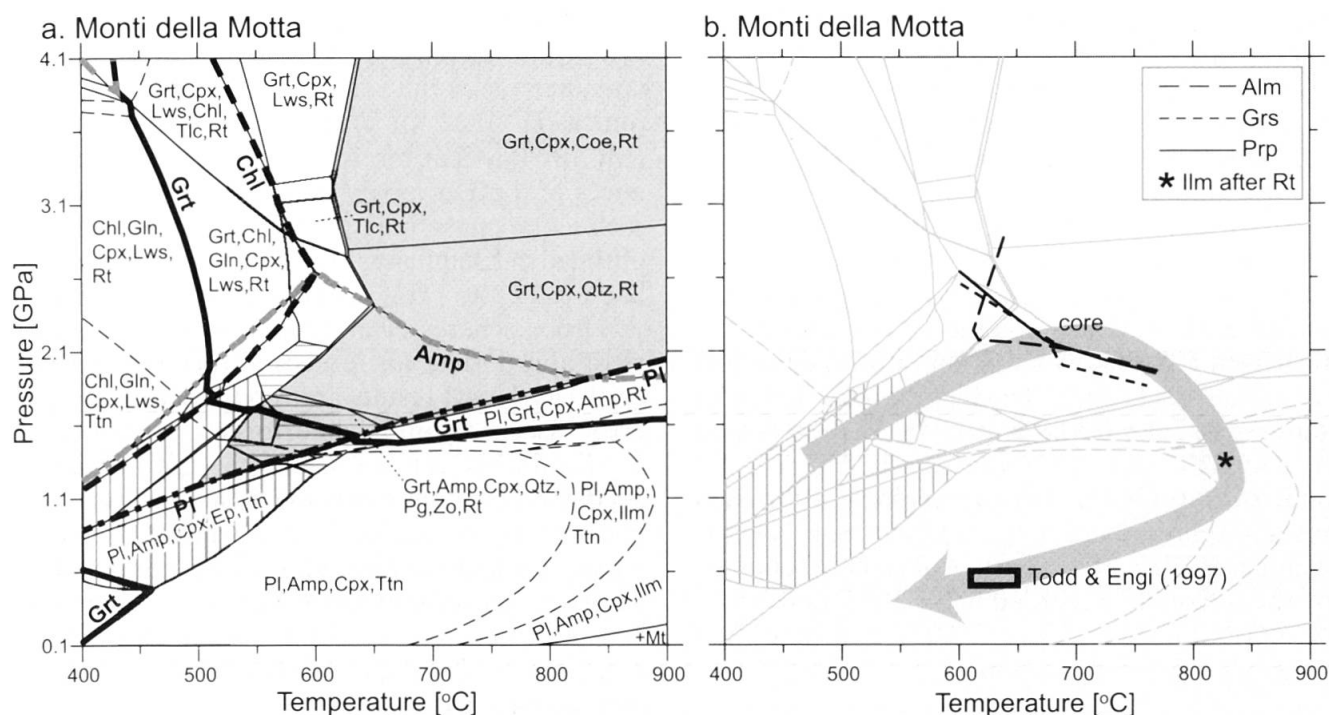 a. Monti della Motta
400 500 600 700 800 900
4.1
3.1
2.1
1.1
0.1
Pressure [GPa]
Grt,Cpx,
Lws,Chl,
Tlc,Rt
Grt,Cpx,
Lws,Rt
Grt,Cpx,Coe,Rt
Chl
Grt
Grt,Cpx,
Tlc,Rt
Chl,Gln,
Cpx,Lws,
Rt
Grt,Chl,
Gln,Cpx,
Lws,Rt
Grt,Cpx,Qtz,Rt
Amp
Pl
Chl,Gln,
Cpx,Lws,
Ttn
Pl,Grt,Cpx,Amp,Rt
Grt
Grt,Amp,Cpx,Qtz,
Pg,Zo,Rt
Pl
Pl,Amp,Cpx,Ep,Ttn
Pl,Amp,
Cpx,Ilm
Ttn
Pl,Amp,Cpx,Ttn
Grt
Pl,Amp,Cpx,Ilm
+Mt
400 500 600 700 800 900
Temperature [°C]
b. Monti della Motta
Alm
Grs
Prp
* Ilm after Rt
core
*
Todd & Engi (1997)
400 500 600 700 800 900
Temperature [°C]